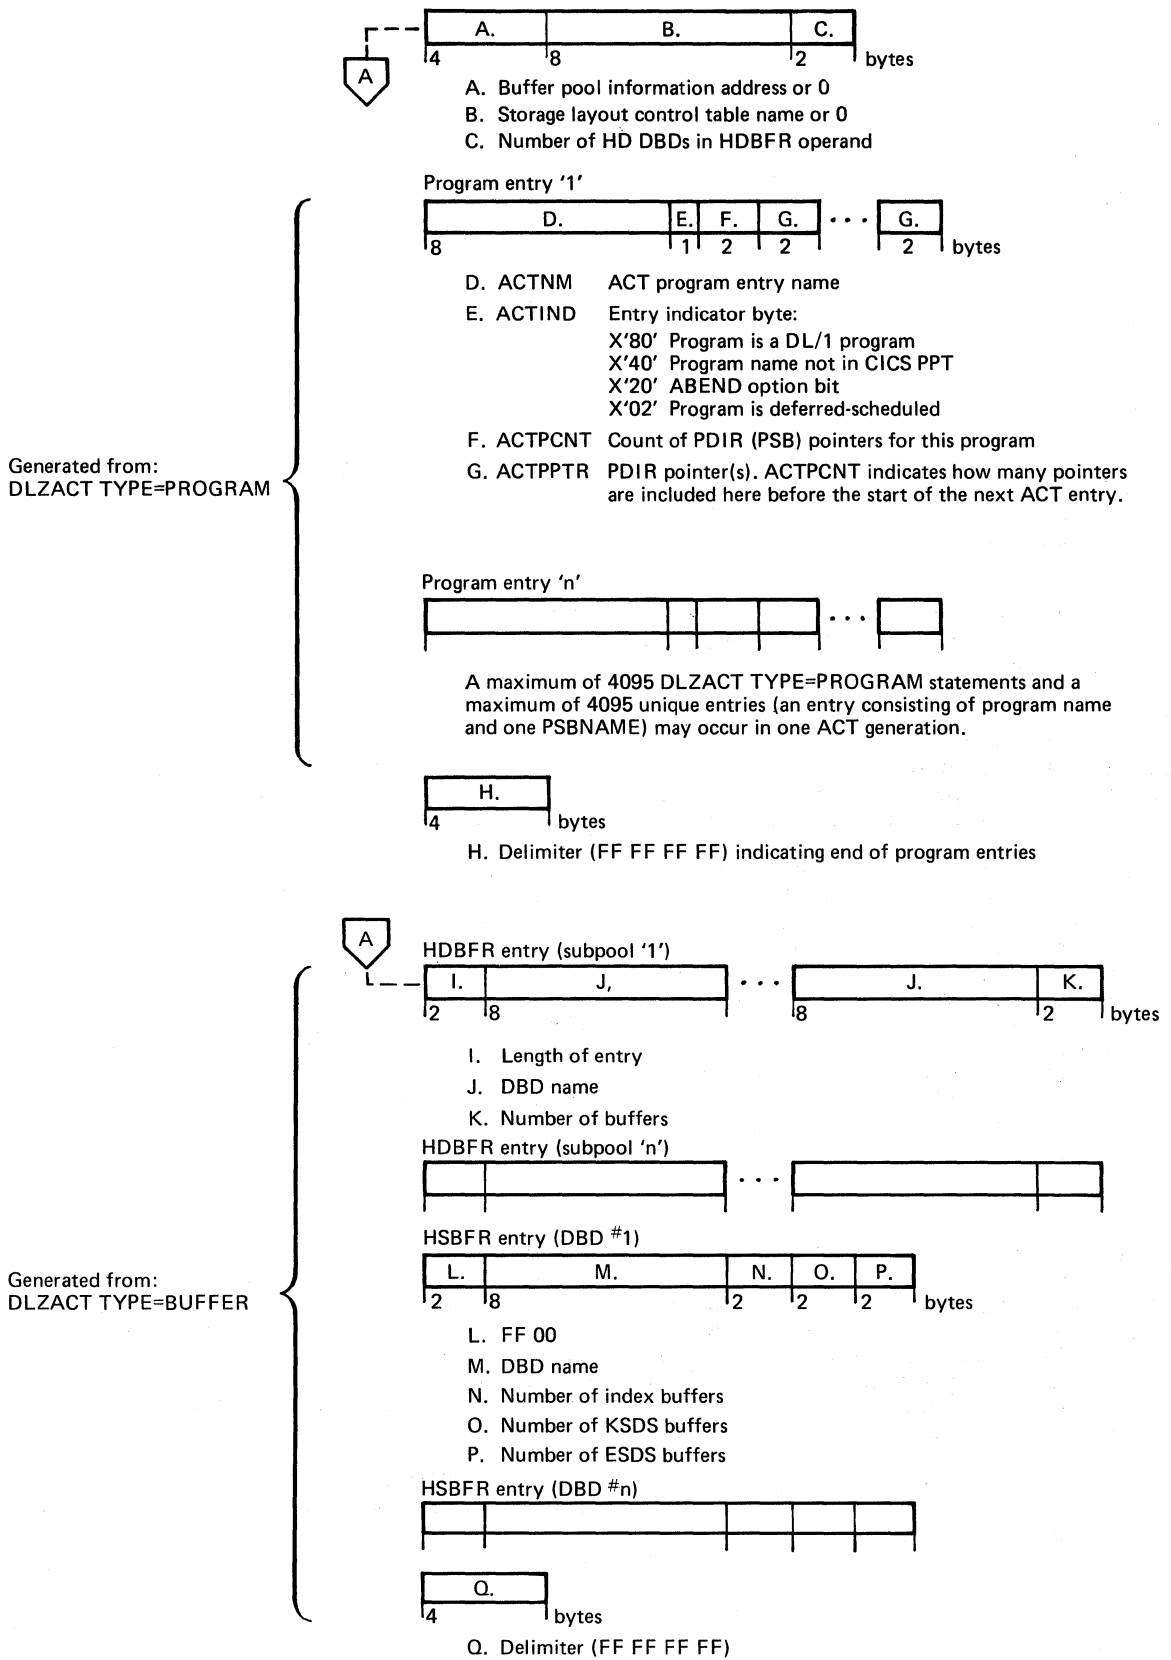 A. B. C.
4 8 2 bytes
A
A. Buffer pool information address or 0
B. Storage layout control table name or 0
C. Number of HD DBDs in HDBFR operand
Program entry '1'
D. E. F. G. ... G.
8 1 2 2 2 bytes
D. ACTNM ACT program entry name
E. ACTIND Entry indicator byte:
X'80' Program is a DL/1 program
X'40' Program name not in CICS PPT
X'20' ABEND option bit
X'02' Program is deferred-scheduled
F. ACTPCNT Count of PDIR (PSB) pointers for this program
Generated from:
DLZACT TYPE=PROGRAM
G. ACTPPTR PDIR pointer(s). ACTPCNT indicates how many pointers
are included here before the start of the next ACT entry.
Program entry 'n'
...
A maximum of 4095 DLZACT TYPE=PROGRAM statements and a
maximum of 4095 unique entries (an entry consisting of program name
and one PSBNAME) may occur in one ACT generation.
H.
4 bytes
H. Delimiter (FF FF FF FF) indicating end of program entries
A
HDBFR entry (subpool '1')
I. J, ... J. K.
2 8 8 2 bytes
I. Length of entry
J. DBD name
K. Number of buffers
HDBFR entry (subpool 'n')
...
HSBFR entry (DBD #1)
Generated from:
DLZACT TYPE=BUFFER
L. M. N. O. P.
2 8 2 2 2 bytes
L. FF 00
M. DBD name
N. Number of index buffers
O. Number of KSDS buffers
P. Number of ESDS buffers
HSBFR entry (DBD #n)
Q.
4 bytes
Q. Delimiter (FF FF FF FF)